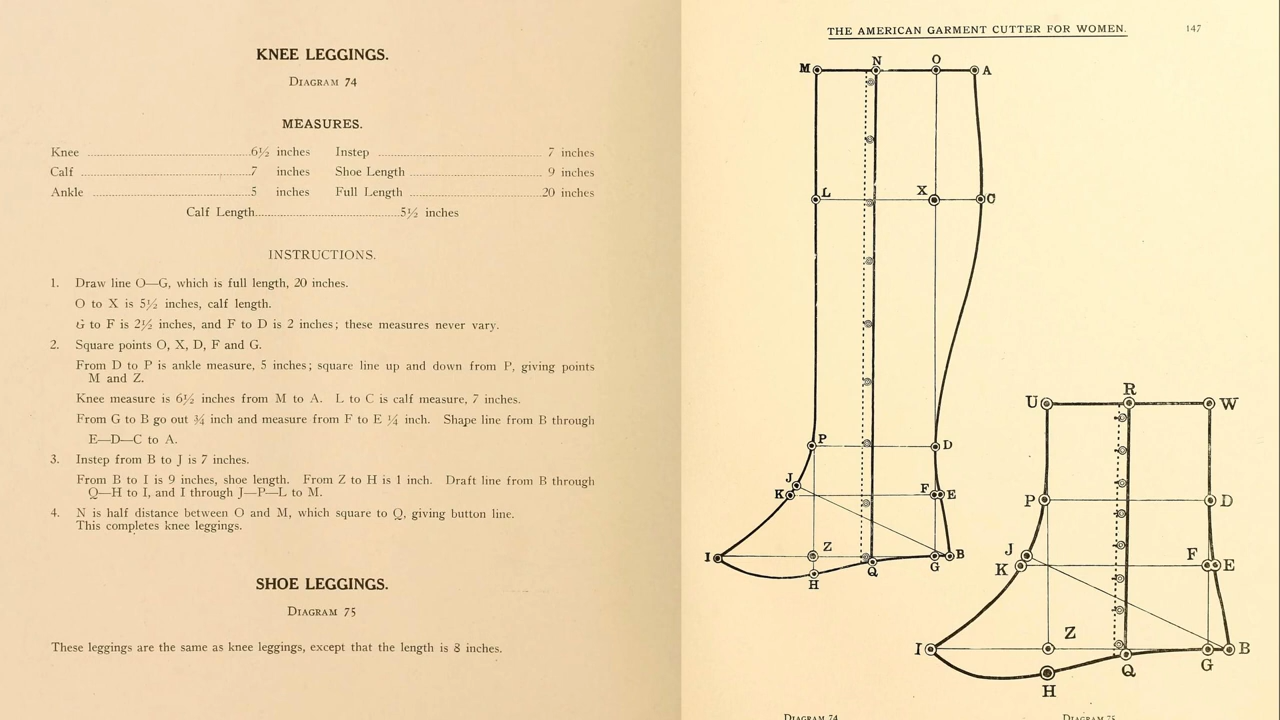 KNEE LEGGINGS.
DIAGRAM 74
MEASURES.
Knee ........ 6½ inches Instep ........ 7 inches
Calf ........ 7 inches Shoe Length ........ 9 inches
Ankle ........ 5 inches Full Length ........ 20 inches
Calf Length ........ 5½ inches
INSTRUCTIONS.
1. Draw line O—G, which is full length, 20 inches.
O to X is 5½ inches, calf length.
G to F is 2½ inches, and F to D is 2 inches; these measures never vary.
2. Square points O, X, D, F and G.
From D to P is ankle measure, 5 inches; square line up and down from P, giving points
M and Z.
Knee measure is 6½ inches from M to A. L to C is calf measure, 7 inches.
From G to B go out ¾ inch and measure from F to E ¼ inch. Shape line from B through
E—D—C to A.
3. Instep from B to J is 7 inches.
From B to I is 9 inches, shoe length. From Z to H is 1 inch. Draft line from B through
Q—H to I, and I through J—P—L to M.
4. N is half distance between O and M, which square to Q, giving button line.
This completes knee leggings.
SHOE LEGGINGS.
DIAGRAM 75
These leggings are the same as knee leggings, except that the length is 8 inches.
THE AMERICAN GARMENT CUTTER FOR WOMEN. 147
M N O A
L X C
P D
J
K F E
I Z B
G
Q
H
R
U W
P D
J F
K E
Z
I B
G
Q
H
DIAGRAM 74 DIAGRAM 75